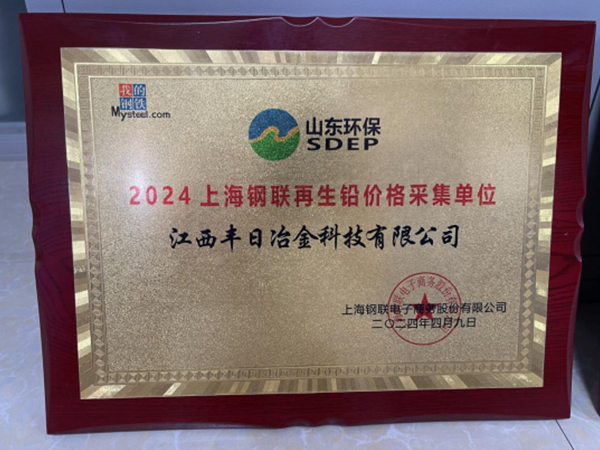 我的
钢铁
Mysteel.com
山东环保
SDEP
2024 上海钢联再生铅价格采集单位
江西丰日冶金科技有限公司
上海钢联电子商务股份有限公司
二〇二四年四月九日